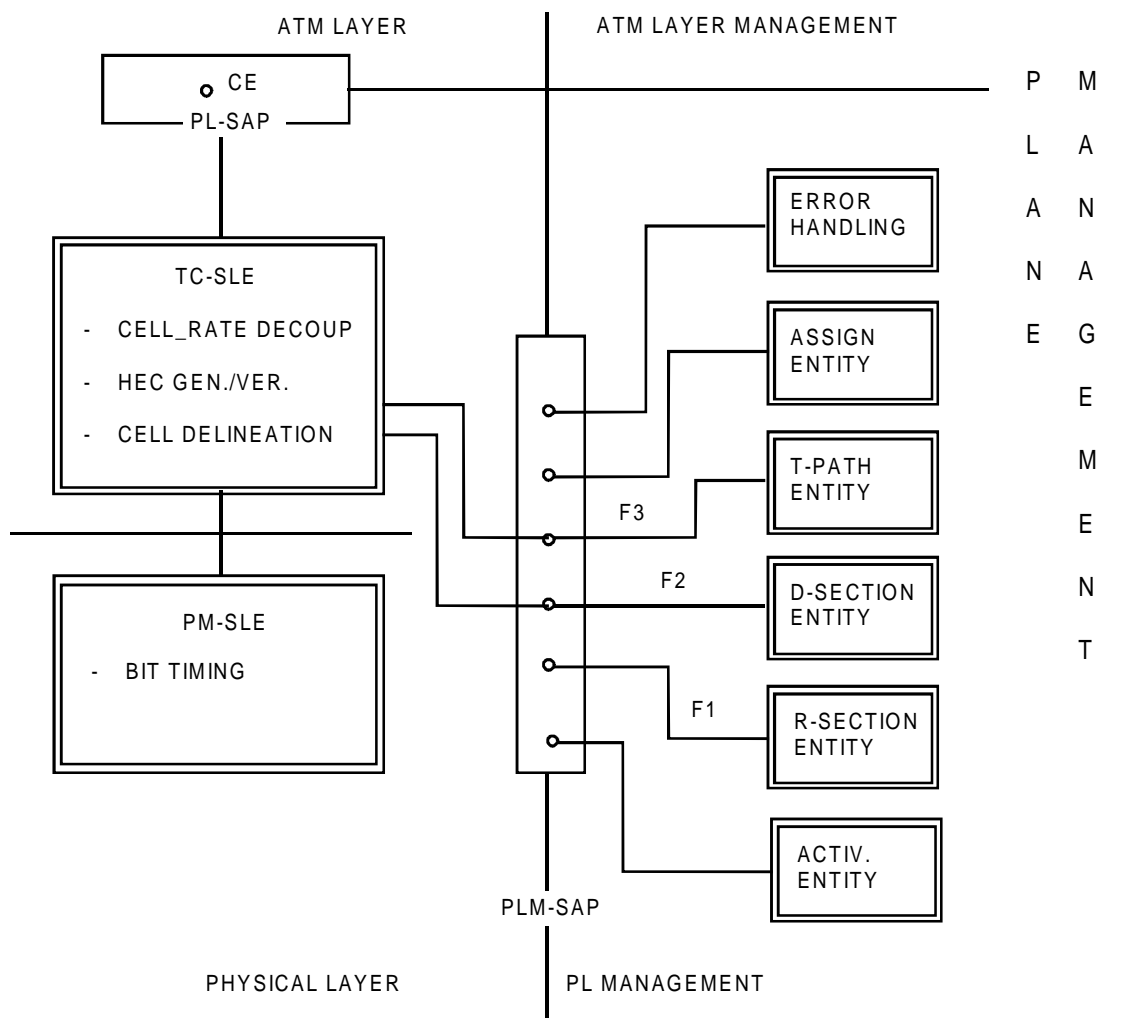 ATM LAYER
ATM LAYER MANAGEMENT
CE
PL-SAP
TC-SLE
- CELL_RATE DECOUP
- HEC GEN./VER.
- CELL DELINEATION
PM-SLE
- BIT TIMING
ERROR
HANDLING
ASSIGN
ENTITY
T-PATH
ENTITY
F3
D-SECTION
ENTITY
F2
R-SECTION
ENTITY
F1
ACTIV.
ENTITY
PLM-SAP
PHYSICAL LAYER
PL MANAGEMENT
PLANE
MANAGEMENT